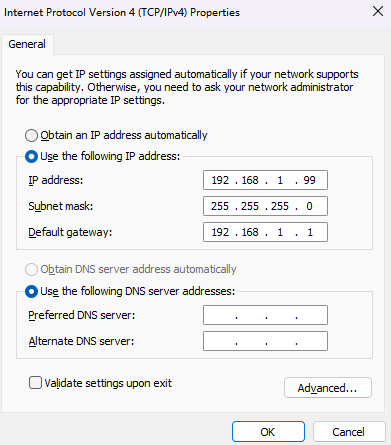 Internet Protocol Version 4 (TCP/IPv4) Properties
General
You can get IP settings assigned automatically if your network supports
this capability. Otherwise, you need to ask your network administrator
for the appropriate IP settings.
Obtain an IP address automatically
Use the following IP address:
IP address: 192 . 168 . 1 . 99
Subnet mask: 255 . 255 . 255 . 0
Default gateway: 192 . 168 . 1 . 1
Obtain DNS server address automatically
Use the following DNS server addresses:
Preferred DNS server: . . .
Alternate DNS server: . . .
Validate settings upon exit
Advanced...
OK Cancel